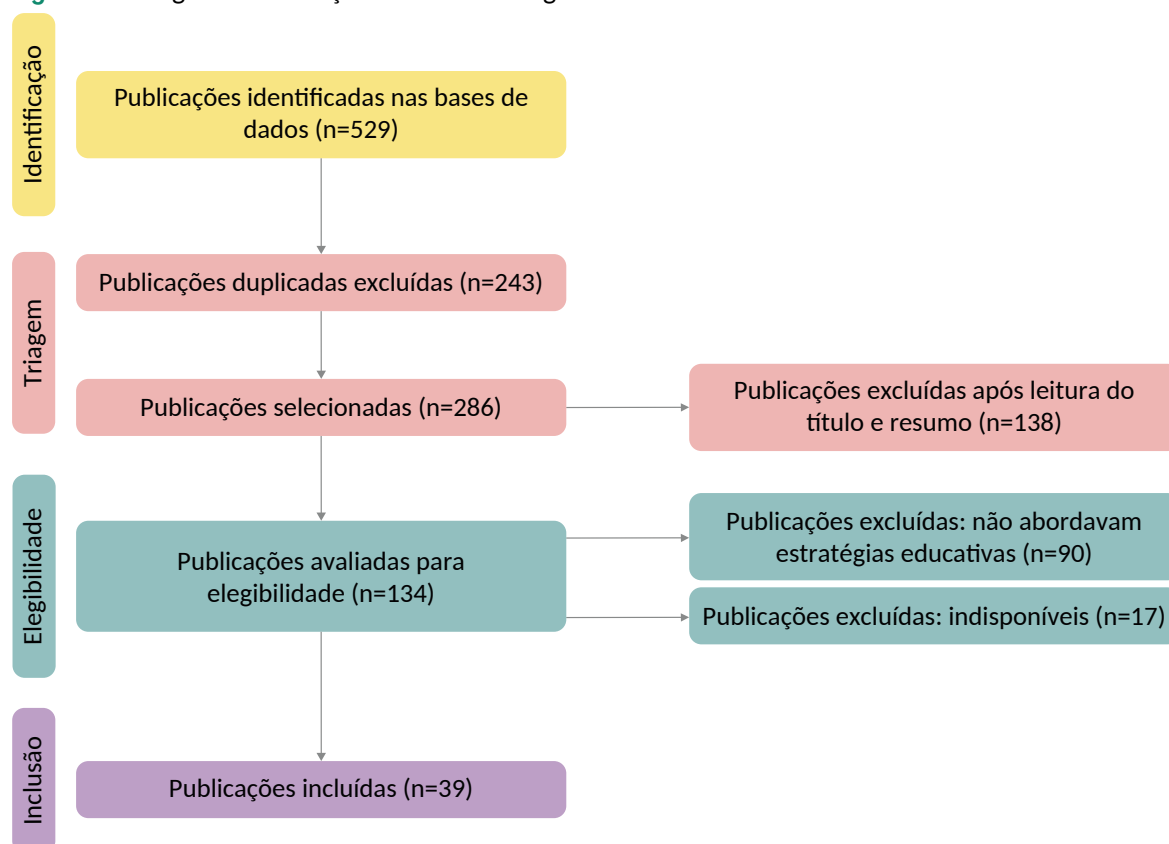 Identificação
Publicações identificadas nas bases de
dados (n=529)
Triagem
Publicações duplicadas excluídas (n=243)
Publicações selecionadas (n=286)
Publicações excluídas após leitura do
título e resumo (n=138)
Elegibilidade
Publicações avaliadas para
elegibilidade (n=134)
Publicações excluídas: não abordavam
estratégias educativas (n=90)
Publicações excluídas: indisponíveis (n=17)
Inclusão
Publicações incluídas (n=39)